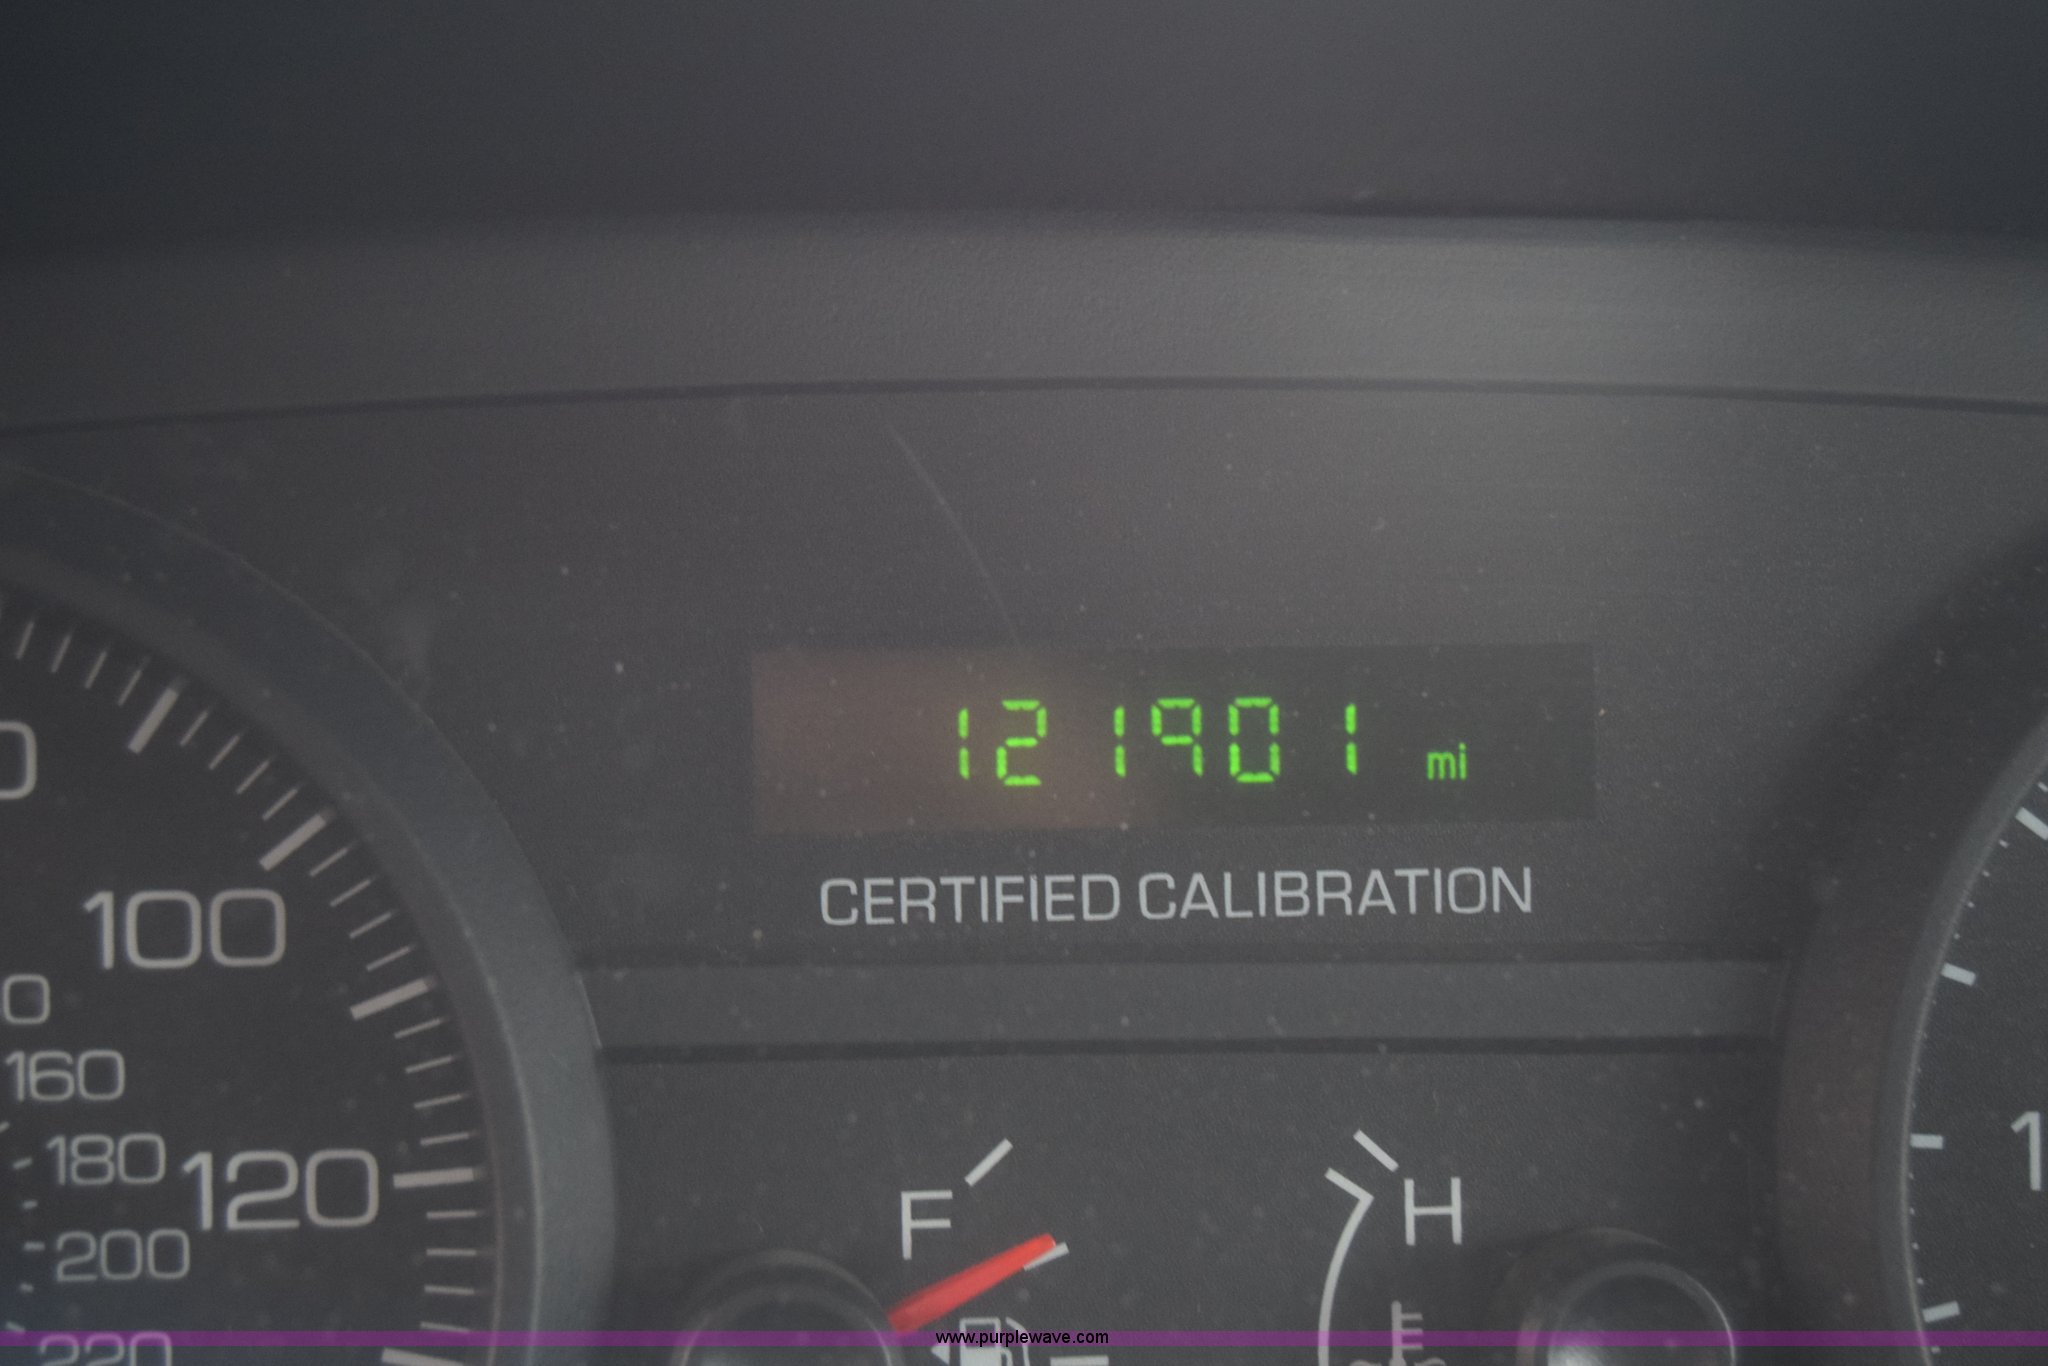 121901 mi
CERTIFIED CALIBRATION
100
160
180 120
200
220
F
H
www.purplewave.com